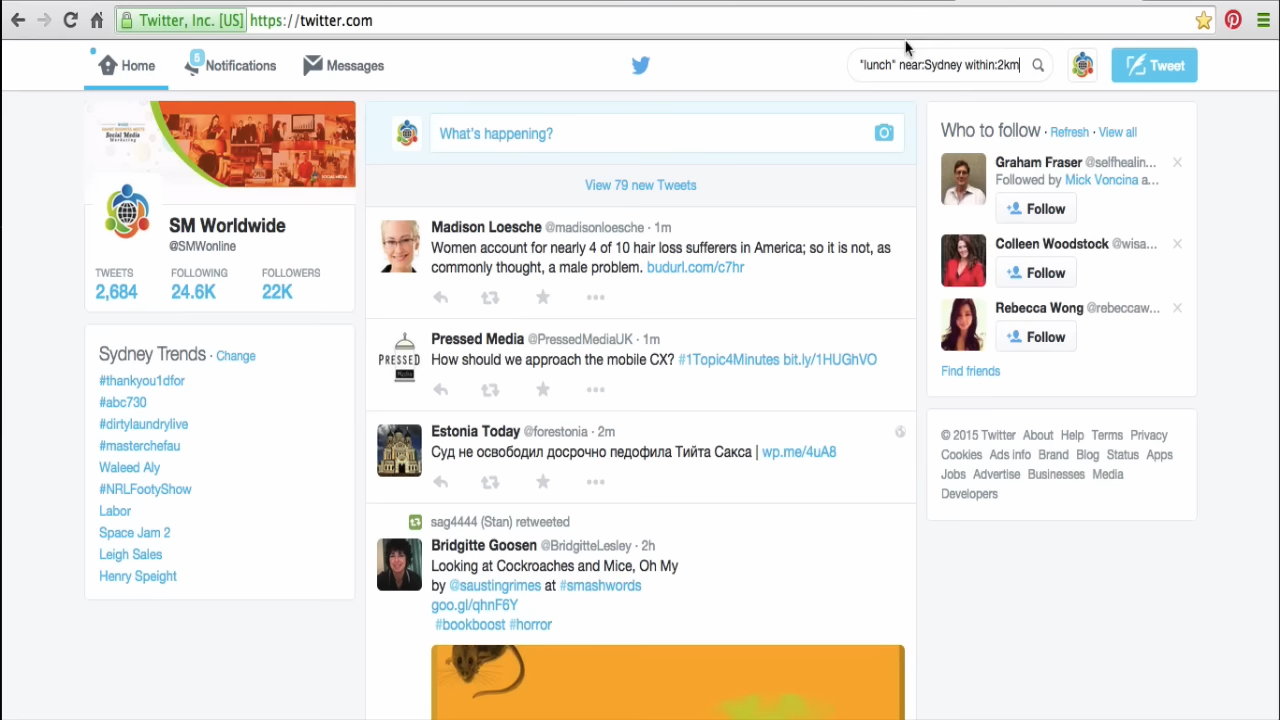 Twitter, Inc. [US] https://twitter.com
Home
5
Notifications
Messages
"lunch" near:Sydney within:2km
Tweet
Social Media
Marketing
SM Worldwide
@SMWonline
TWEETS FOLLOWING FOLLOWERS
2,684 24.6K 22K
Sydney Trends · Change
#thankyou1dfor
#abc730
#dirtylaundrylive
#masterchefau
Waleed Aly
#NRLFootyShow
Labor
Space Jam 2
Leigh Sales
Henry Speight
What's happening?
View 79 new Tweets
Madison Loesche @madisonloesche · 1m
Women account for nearly 4 of 10 hair loss sufferers in America; so it is not, as
commonly thought, a male problem. budurl.com/c7hr
PRESSED
Pressed Media @PressedMediaUK · 1m
How should we approach the mobile CX? #1Topic4Minutes bit.ly/1HUGhVO
Estonia Today @forestonia · 2m
Суд не освободил досрочно педофила Тийта Сакса | wp.me/4uA8
sag4444 (Stan) retweeted
Bridgitte Goosen @BridgitteLesley · 2h
Looking at Cockroaches and Mice, Oh My
by @saustingrimes at #smashwords
goo.gl/qhnF6Y
#bookboost #horror
Who to follow · Refresh · View all
Graham Fraser @selfhealin...
Followed by Mick Voncina a...
Follow
Colleen Woodstock @wisa...
Follow
Rebecca Wong @rebeccaw...
Follow
Find friends
© 2015 Twitter About Help Terms Privacy
Cookies Ads info Brand Blog Status Apps
Jobs Advertise Businesses Media
Developers